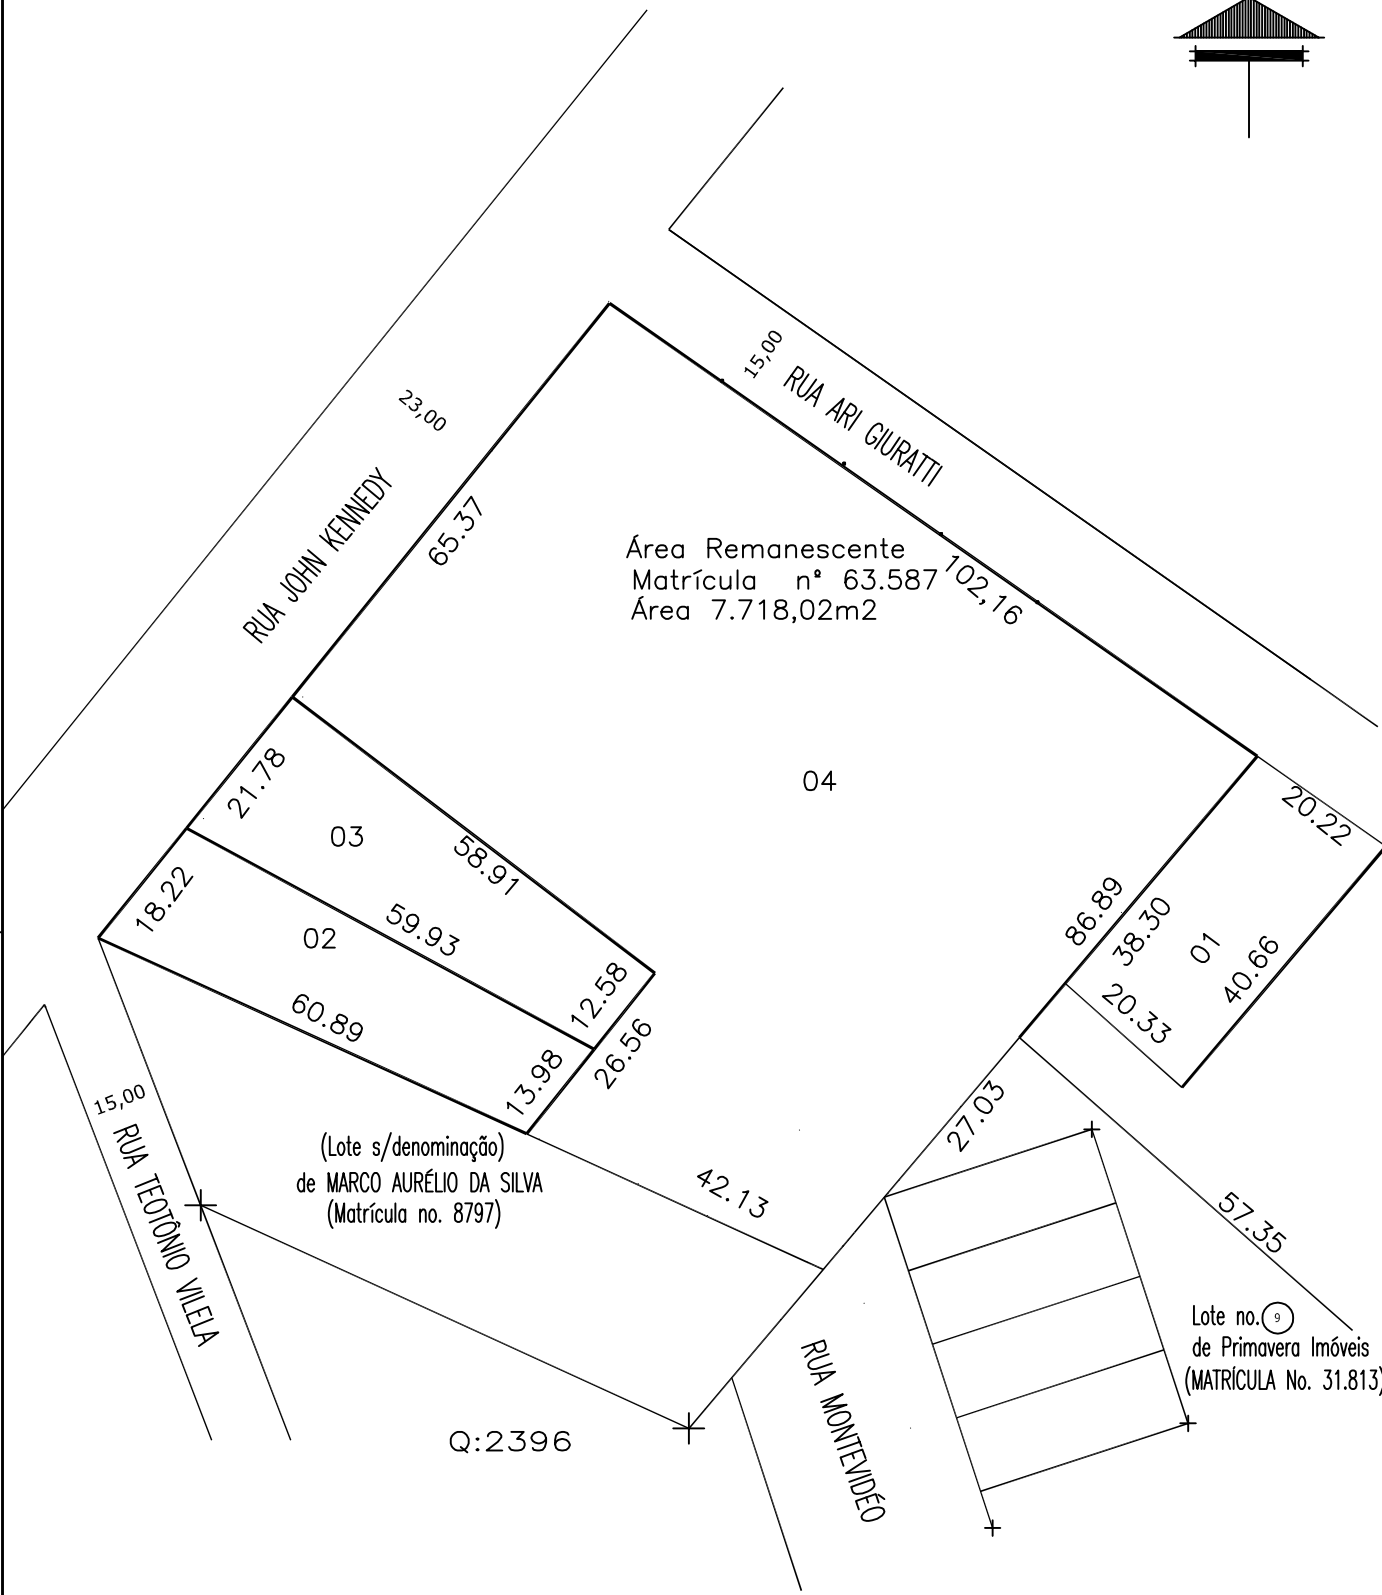 15,00
RUA ARI GIURATTI
23,00
RUA JOHN KENNEDY
65.37
Área Remanescente
Matrícula nº 63.587
Área 7.718,02m2
102,16
04
20.22
21.78
03
58.91
18.22
02
59.93
86.89
38.30
01
40.66
20.33
12.58
60.89
26.56
13.98
15,00
RUA TEOTÔNIO VILELA
(Lote s/denominação)
de MARCO AURÉLIO DA SILVA
(Matrícula no. 8797)
27.03
42.13
57.35
Lote no. 9
de Primavera Imóveis
(MATRÍCULA No. 31.813)
RUA MONTEVIDÉO
Q:2396